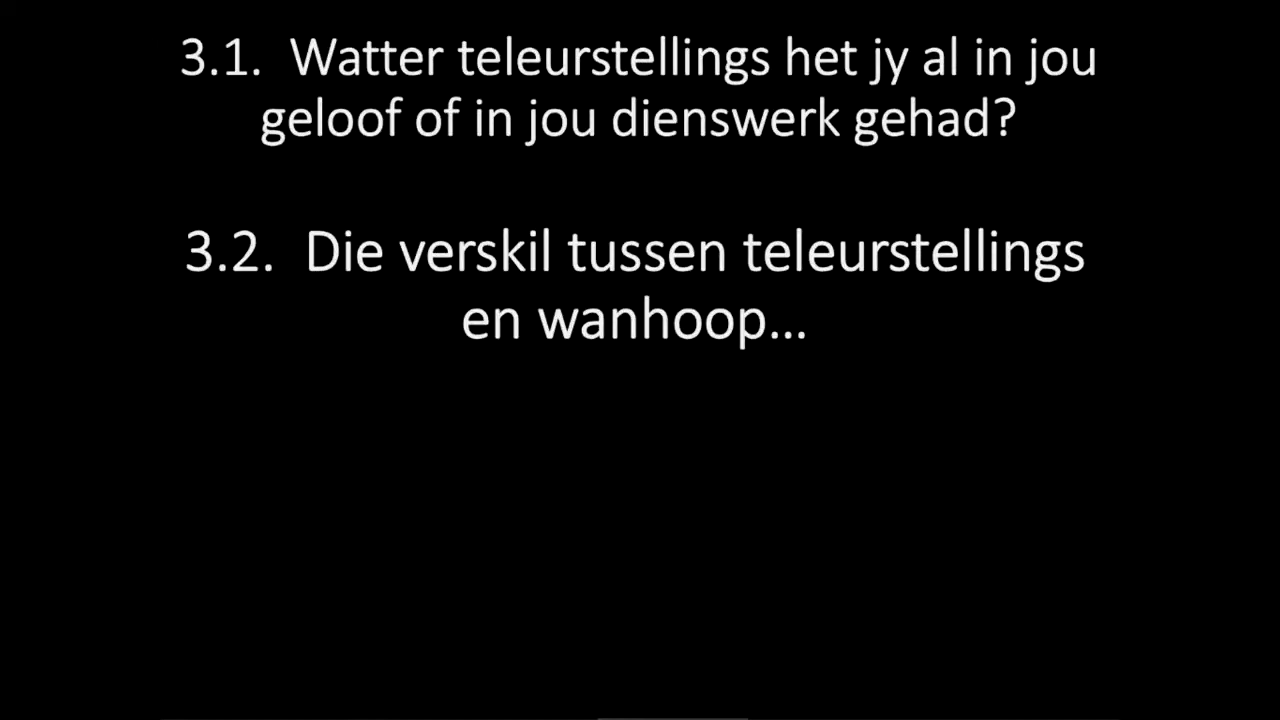 3.1. Watter teleurstellings het jy al in jou
geloof of in jou dienswerk gehad?
3.2. Die verskil tussen teleurstellings
en wanhoop...